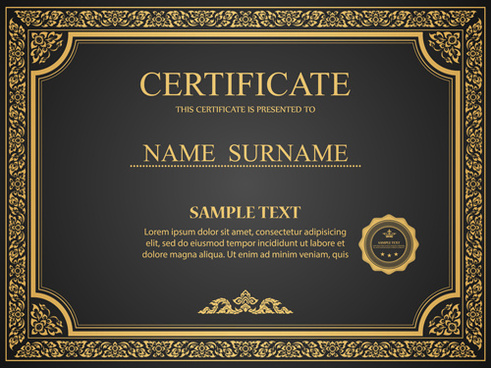 CERTIFICATE
THIS CERTIFICATE IS PRESENTED TO
NAME SURNAME
SAMPLE TEXT
Lorem ipsum dolor sit amet, consectetur adipisicing
elit, sed do eiusmod tempor incididunt ut labore et
dolore magna aliqua. Ut enim ad minim veniam, quis
SAMPLE TEXT